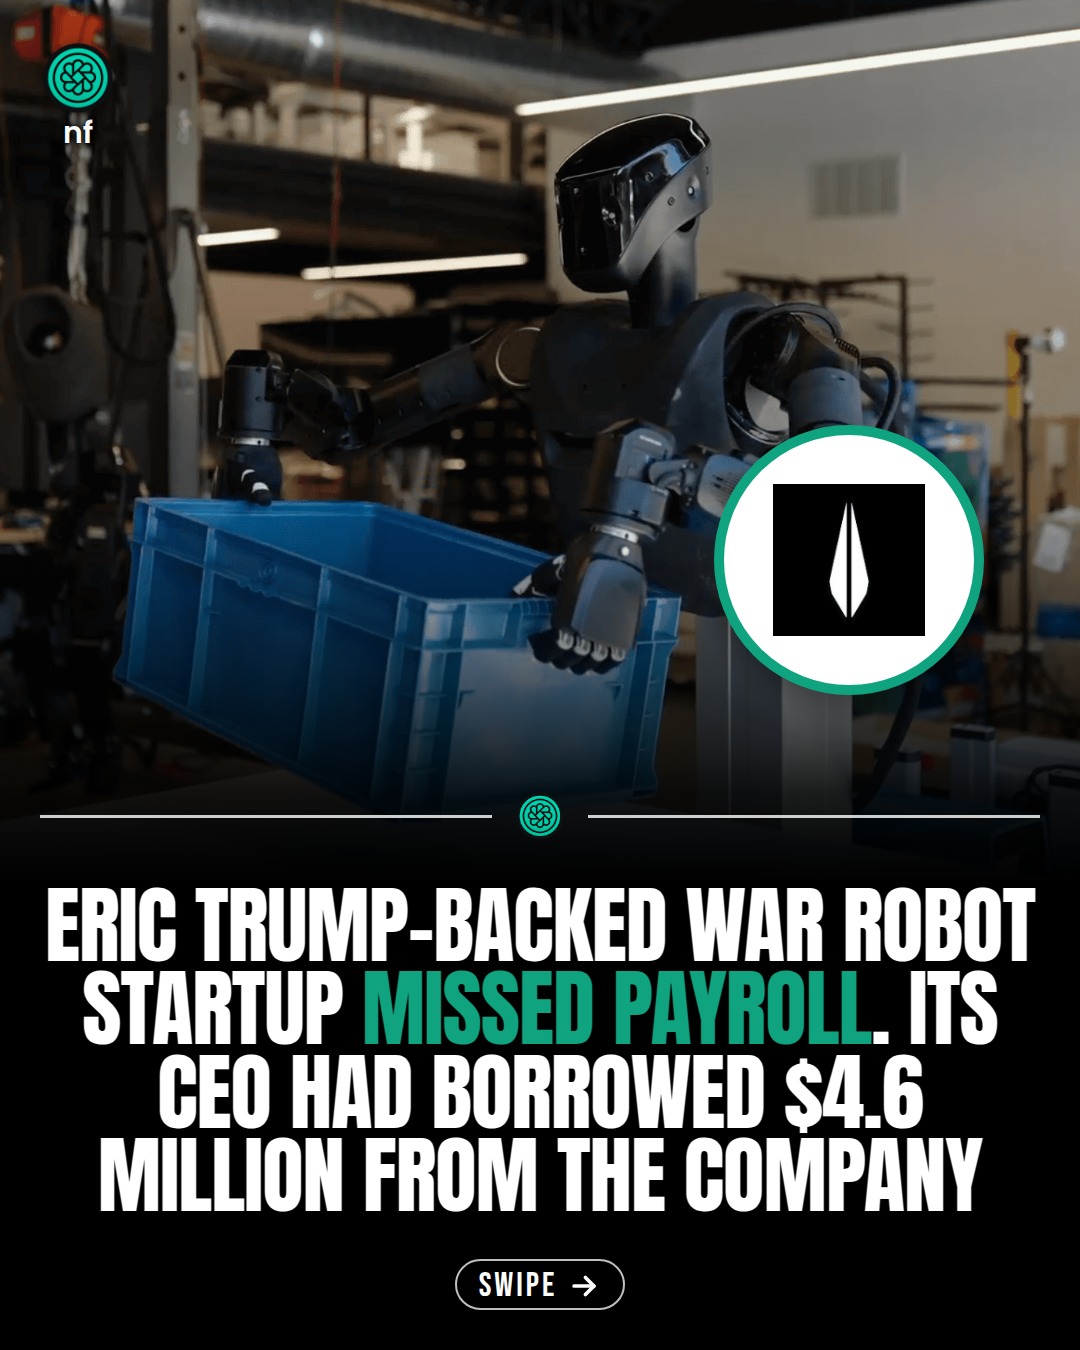 nf
ERIC TRUMP-BACKED WAR ROBOT
STARTUP MISSED PAYROLL. ITS
CEO HAD BORROWED $4.6
MILLION FROM THE COMPANY
SWIPE →